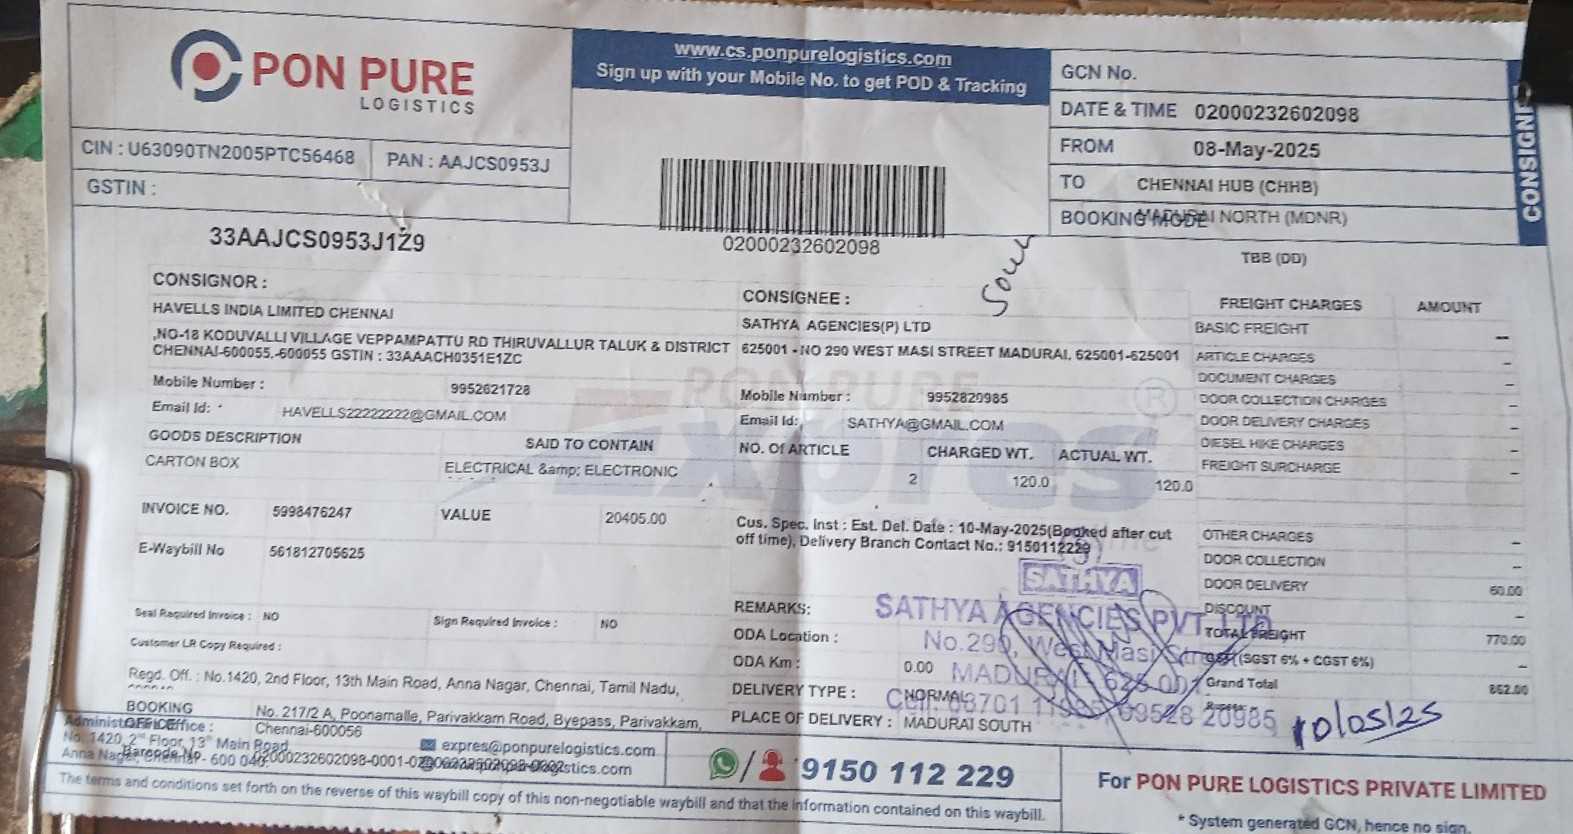 PON PURE
LOGISTICS
www.cs.ponpurelogistics.com
Sign up with your Mobile No. to get POD & Tracking
CONSIGNE
GCN No.
DATE & TIME 02000232602098
FROM 08-May-2025
TO CHENNAI HUB (CHHB)
BOOKING MODE MADURAI NORTH (MDNR)
TBB (DD)
CIN : U63090TN2005PTC56468
PAN : AAJCS0953J
GSTIN :
33AAJCS0953J1Z9
02000232602098
CONSIGNOR :
HAVELLS INDIA LIMITED CHENNAI
,NO-18 KODUVALLI VILLAGE VEPPAMPATTU RD THIRUVALLUR TALUK & DISTRICT
CHENNAI-600055.-600055 GSTIN : 33AAACH0351E1ZC
Mobile Number : 9952621728
Email Id: HAVELLS22222222@GMAIL.COM
CONSIGNEE :
SATHYA AGENCIES(P) LTD
625001 - NO 290 WEST MASI STREET MADURAI, 625001-625001
Mobile Number : 9952820985
Email Id: SATHYA@GMAIL.COM
GOODS DESCRIPTION SAID TO CONTAIN
CARTON BOX ELECTRICAL &amp; ELECTRONIC
NO. Of ARTICLE CHARGED WT. ACTUAL WT.
2 120.0 120.0
INVOICE NO. 5998476247 VALUE 20405.00
E-Waybill No 561812705625
Cus. Spec. Inst : Est. Del. Date : 10-May-2025(Booked after cut
off time), Delivery Branch Contact No.: 9150112229
Seal Required Invoice : NO Sign Required Invoice : NO
Customer LR Copy Required :
REMARKS:
ODA Location :
ODA Km : 0.00
DELIVERY TYPE : NORMAL
PLACE OF DELIVERY : MADURAI SOUTH
SATHYA
SATHYA AGENCIES PVT LTD
No.290, West Masi Street
MADURAI - 625 001
09528 20985
10/05/25
FREIGHT CHARGES AMOUNT
BASIC FREIGHT --
ARTICLE CHARGES --
DOCUMENT CHARGES
DOOR COLLECTION CHARGES --
DOOR DELIVERY CHARGES --
DIESEL HIKE CHARGES --
FREIGHT SURCHARGE --
OTHER CHARGES --
DOOR COLLECTION --
DOOR DELIVERY 60.00
DISCOUNT --
TOTAL FREIGHT 770.00
(SGST 6% + CGST 6%) --
Grand Total 862.00
Regd. Off. : No.1420, 2nd Floor, 13th Main Road, Anna Nagar, Chennai, Tamil Nadu,
BOOKING
OFFICE
No. 217/2 A, Poonamalle, Parivakkam Road, Byepass, Parivakkam,
Chennai-600056
No. 1420, 2nd Floor, 13th Main Road
Anna Nagar, Chennai - 600 040
Barcode No
expres@ponpurelogistics.com
9150 112 229
PON PURE
Expres
The terms and conditions set forth on the reverse of this waybill copy of this non-negotiable waybill and that the information contained on this waybill.
For PON PURE LOGISTICS PRIVATE LIMITED
* System generated GCN, hence no sign.